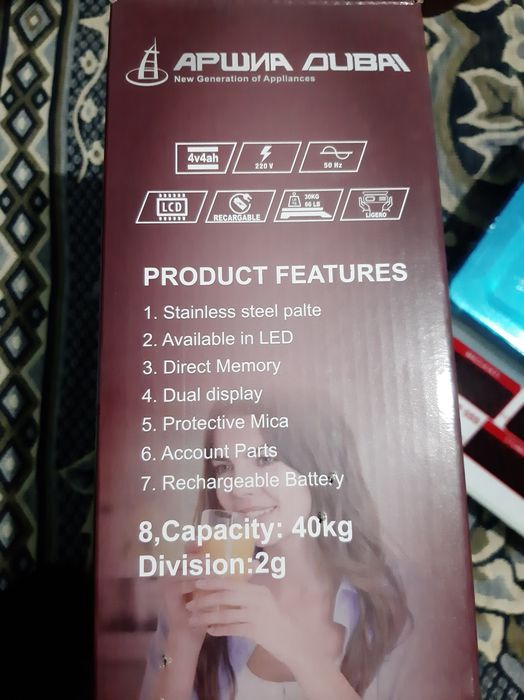 APШNA DUBAI
New Generation of Appliances
4v4ah
220 V
50 Hz
LCD
RECARGABLE
30KG
66 LB
LIGERO
PRODUCT FEATURES
1. Stainless steel palte
2. Available in LED
3. Direct Memory
4. Dual display
5. Protective Mica
6. Account Parts
7. Rechargeable Battery
8,Capacity: 40kg
Division:2g